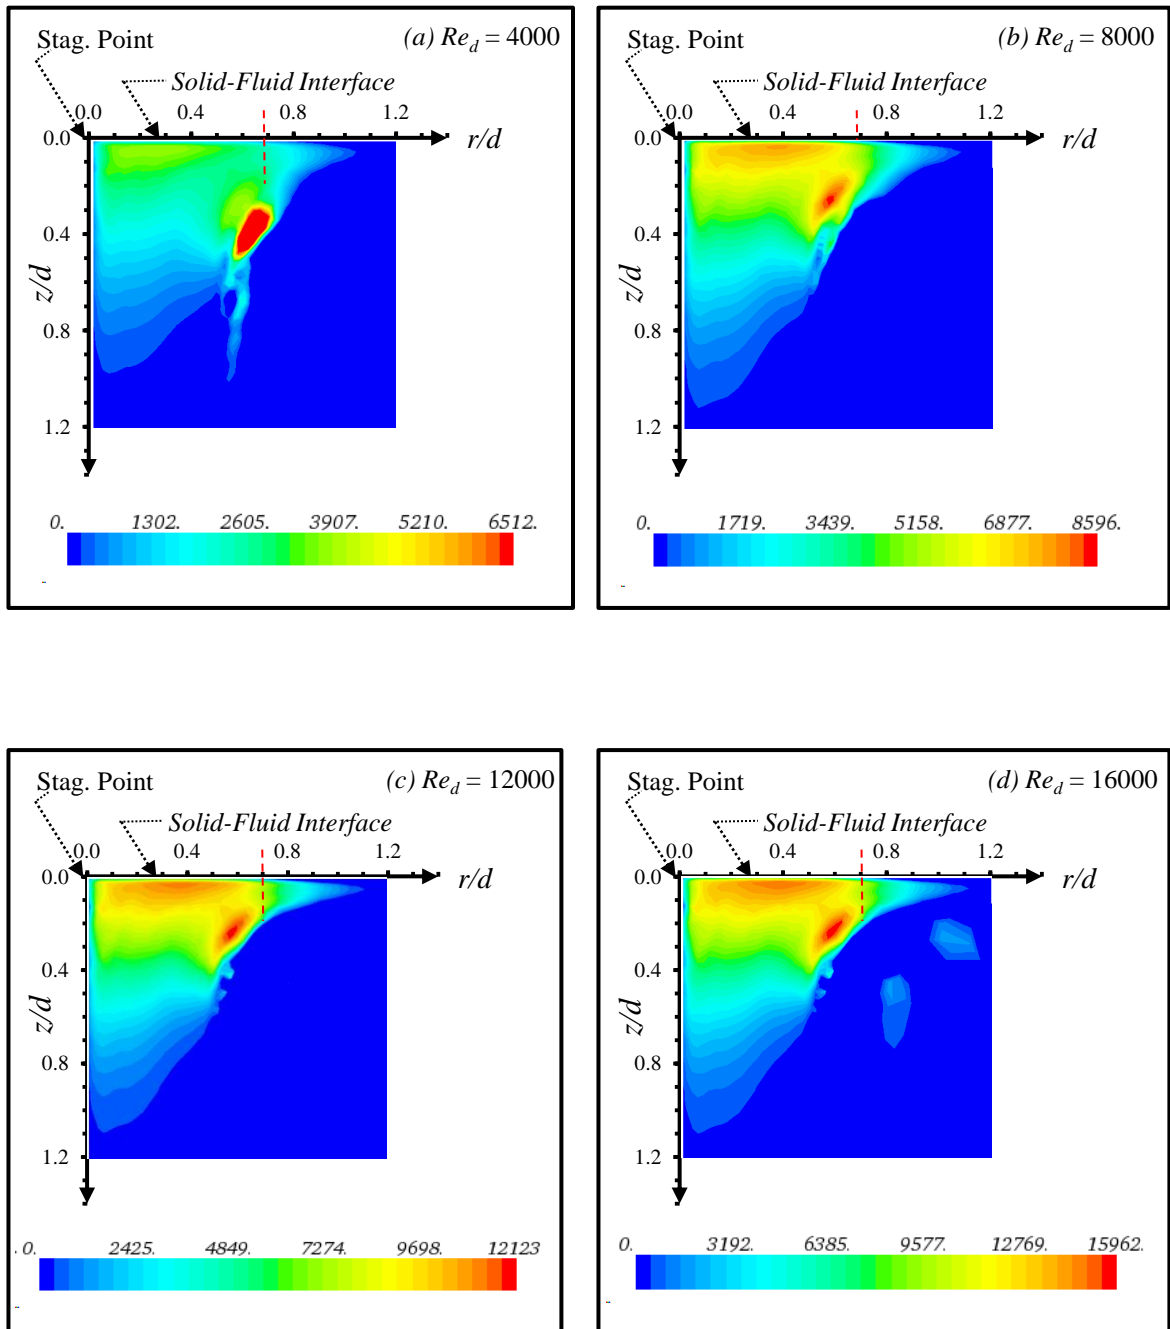 Stag. Point (a) Re_d = 4000
Solid-Fluid Interface
0.0 0.4 0.8 1.2
0.0
r/d
0.4
z/d
0.8
1.2
0. 1302. 2605. 3907. 5210. 6512.
Stag. Point (b) Re_d = 8000
Solid-Fluid Interface
0.0 0.4 0.8 1.2
0.0
r/d
0.4
z/d
0.8
1.2
0. 1719. 3439. 5158. 6877. 8596.
Stag. Point (c) Re_d = 12000
Solid-Fluid Interface
0.0 0.4 0.8 1.2
0.0
r/d
0.4
z/d
0.8
1.2
0. 2425. 4849. 7274. 9698. 12123
Stag. Point (d) Re_d = 16000
Solid-Fluid Interface
0.0 0.4 0.8 1.2
0.0
r/d
0.4
z/d
0.8
1.2
0. 3192. 6385. 9577. 12769. 15962.